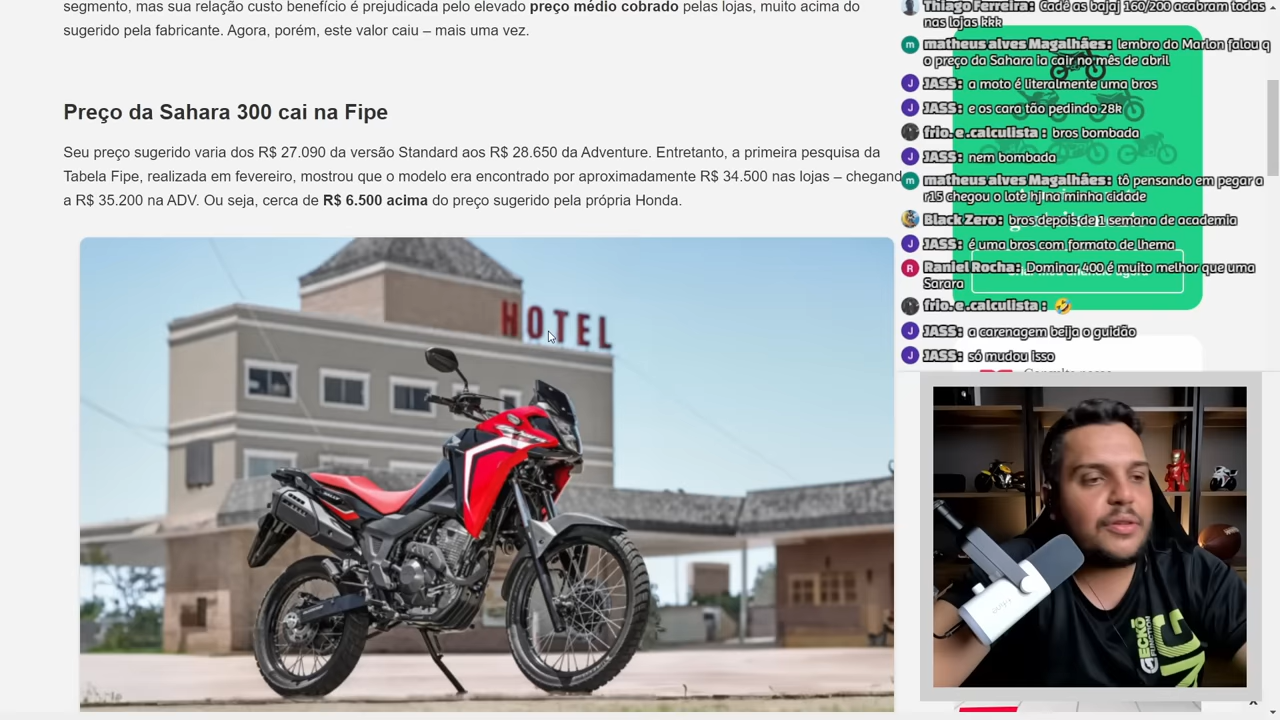 segmento, mas sua relação custo benefício é prejudicada pelo elevado preço médio cobrado pelas lojas, muito acima do
sugerido pela fabricante. Agora, porém, este valor caiu – mais uma vez.
Preço da Sahara 300 cai na Fipe
Seu preço sugerido varia dos R$ 27.090 da versão Standard aos R$ 28.650 da Adventure. Entretanto, a primeira pesquisa da
Tabela Fipe, realizada em fevereiro, mostrou que o modelo era encontrado por aproximadamente R$ 34.500 nas lojas – chegand
a R$ 35.200 na ADV. Ou seja, cerca de R$ 6.500 acima do preço sugerido pela própria Honda.
HOTEL
Thiago Ferreira: Cadê as bajaj 160/200 acabram todas
nas lojas kkk
m matheus alves Magalhães: lembro do Marlon falou q
o preço da Sahara ia cair no mês de abril
J JASS: a moto é literalmente uma bros
J JASS: e os cara tão pedindo 28k
frio.e.calculista: bros bombada
J JASS: nem bombada
m matheus alves Magalhães: tô pensando em pegar a
r15 chegou o lote hj na minha cidade
Black Zero: bros depois de 1 semana de academia
J JASS: é uma bros com formato de lhema
R Raniel Rocha: Dominar 400 é muito melhor que uma
Sarara
frio.e.calculista: 🤣
J JASS: a carenagem beija o guidão
J JASS: só mudou isso
GECKO